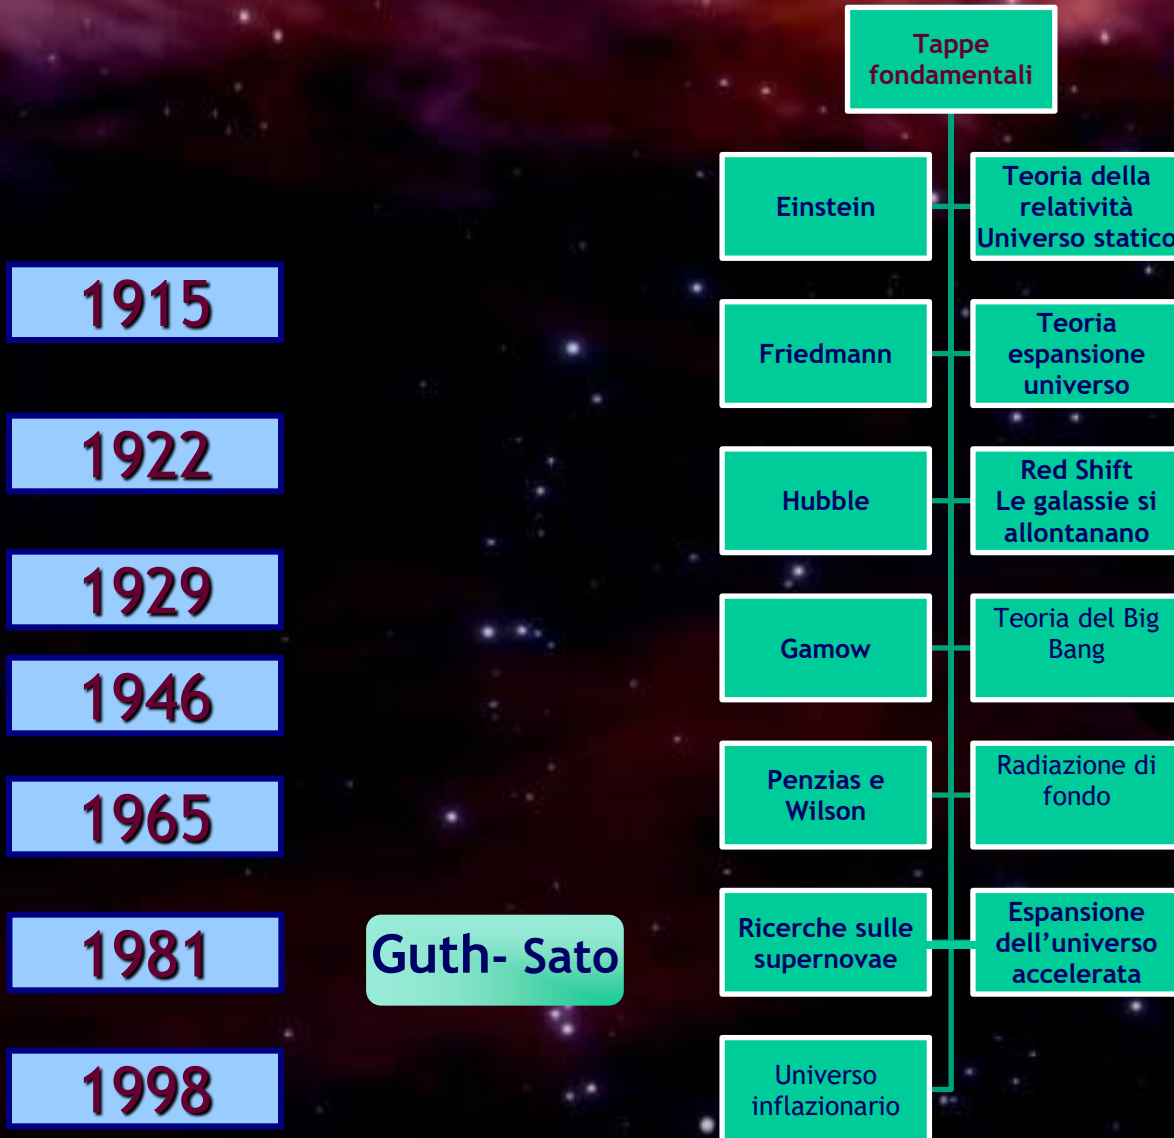 Tappe
fondamentali
Einstein
Teoria della
relatività
Universo statico
1915
Friedmann
Teoria
espansione
universo
1922
Hubble
Red Shift
Le galassie si
allontanano
1929
Gamow
Teoria del Big
Bang
1946
Penzias e
Wilson
Radiazione di
fondo
1965
Ricerche sulle
supernovae
Espansione
dell’universo
accelerata
1981
Guth- Sato
Universo
inflazionario
1998